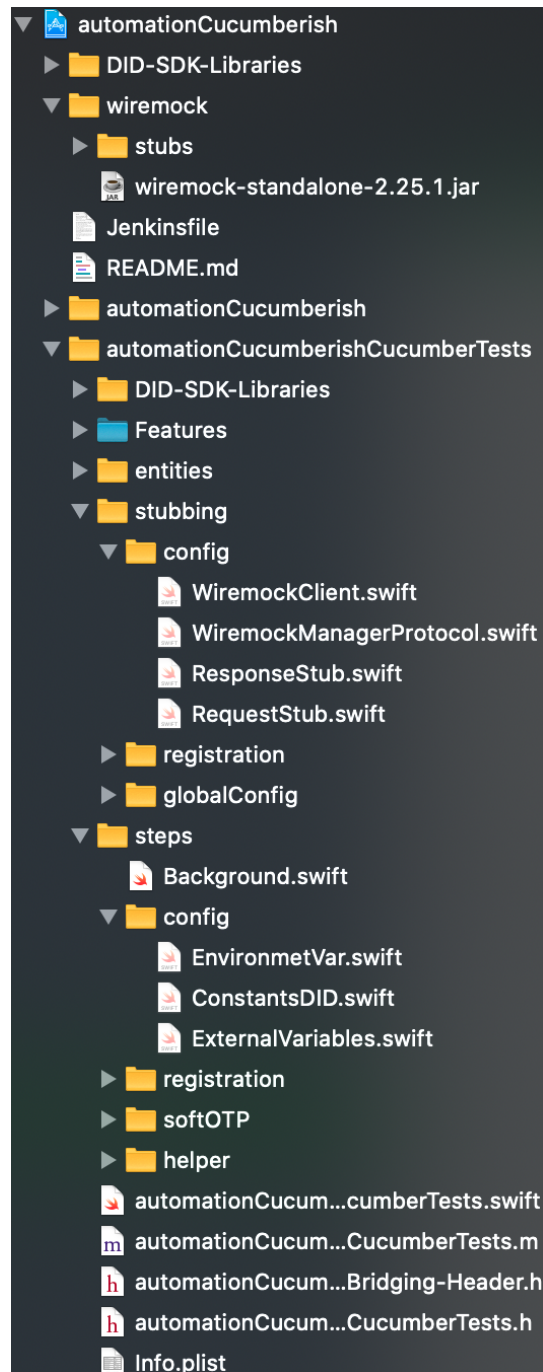 automationCucumberish
DID-SDK-Libraries
wiremock
stubs
wiremock-standalone-2.25.1.jar
Jenkinsfile
README.md
automationCucumberish
automationCucumberishCucumberTests
DID-SDK-Libraries
Features
entities
stubbing
config
WiremockClient.swift
WiremockManagerProtocol.swift
ResponseStub.swift
RequestStub.swift
registration
globalConfig
steps
Background.swift
config
EnvironmetVar.swift
ConstantsDID.swift
ExternalVariables.swift
registration
softOTP
helper
automationCucum...cumberTests.swift
automationCucum...CucumberTests.m
automationCucum...Bridging-Header.h
automationCucum...CucumberTests.h
Info.plist